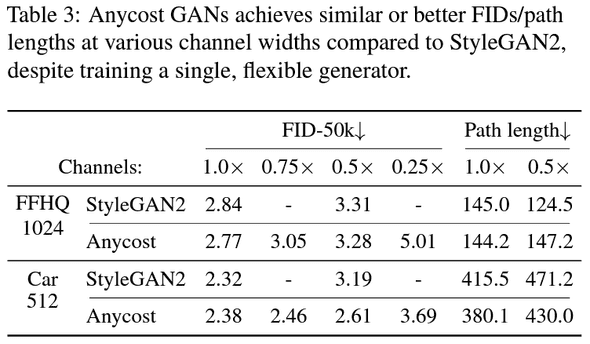 Table 3: Anycost GANs achieves similar or better FIDs/path
lengths at various channel widths compared to StyleGAN2,
despite training a single, flexible generator.
FID-50k↓ Path length↓
Channels: 1.0× 0.75× 0.5× 0.25× 1.0× 0.5×
FFHQ 1024 StyleGAN2 2.84 - 3.31 - 145.0 124.5
Anycost 2.77 3.05 3.28 5.01 144.2 147.2
Car 512 StyleGAN2 2.32 - 3.19 - 415.5 471.2
Anycost 2.38 2.46 2.61 3.69 380.1 430.0